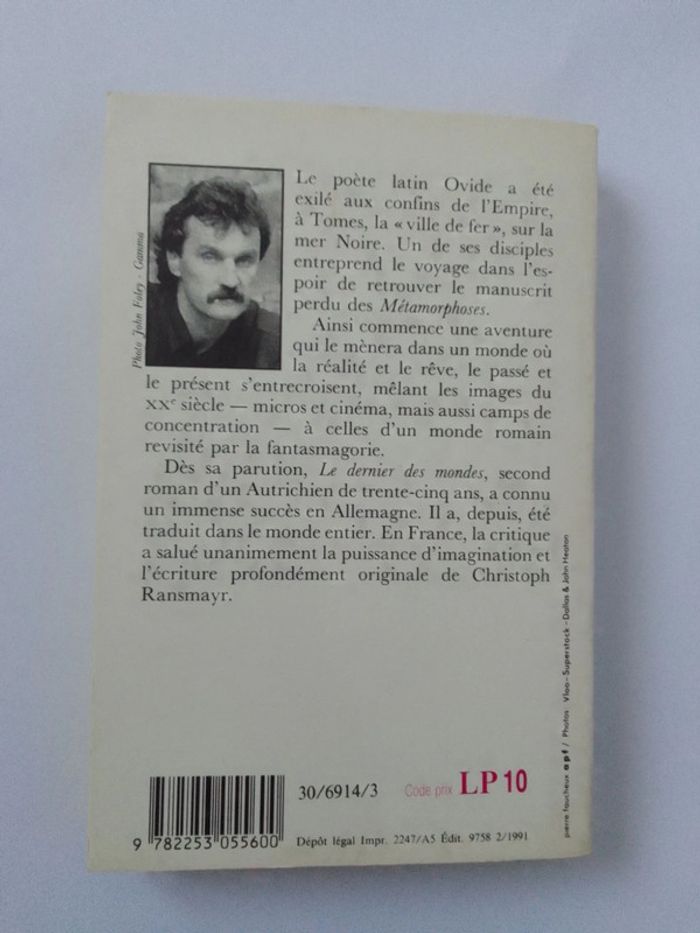 Le poète latin Ovide a été
exilé aux confins de l'Empire,
à Tomes, la « ville de fer », sur la
mer Noire. Un de ses disciples
entreprend le voyage dans l'es-
poir de retrouver le manuscrit
perdu des Métamorphoses.
Ainsi commence une aventure
qui le mènera dans un monde où
la réalité et le rêve, le passé et
le présent s'entrecroisent, mêlant les images du
XXe siècle — micros et cinéma, mais aussi camps de
concentration — à celles d'un monde romain
revisité par la fantasmagorie.
Dès sa parution, Le dernier des mondes, second
roman d'un Autrichien de trente-cinq ans, a connu
un immense succès en Allemagne. Il a, depuis, été
traduit dans le monde entier. En France, la critique
a salué unanimement la puissance d'imagination et
l'écriture profondément originale de Christoph
Ransmayr.
Photo John Foley - Gamma
pierre faucheux apf / Photos Vloo - Superstock - Dallas & John Heaton
30/6914/3
Code prix LP 10
9 782253 055600
Dépôt légal Impr. 2247/A5 Édit. 9758 2/1991